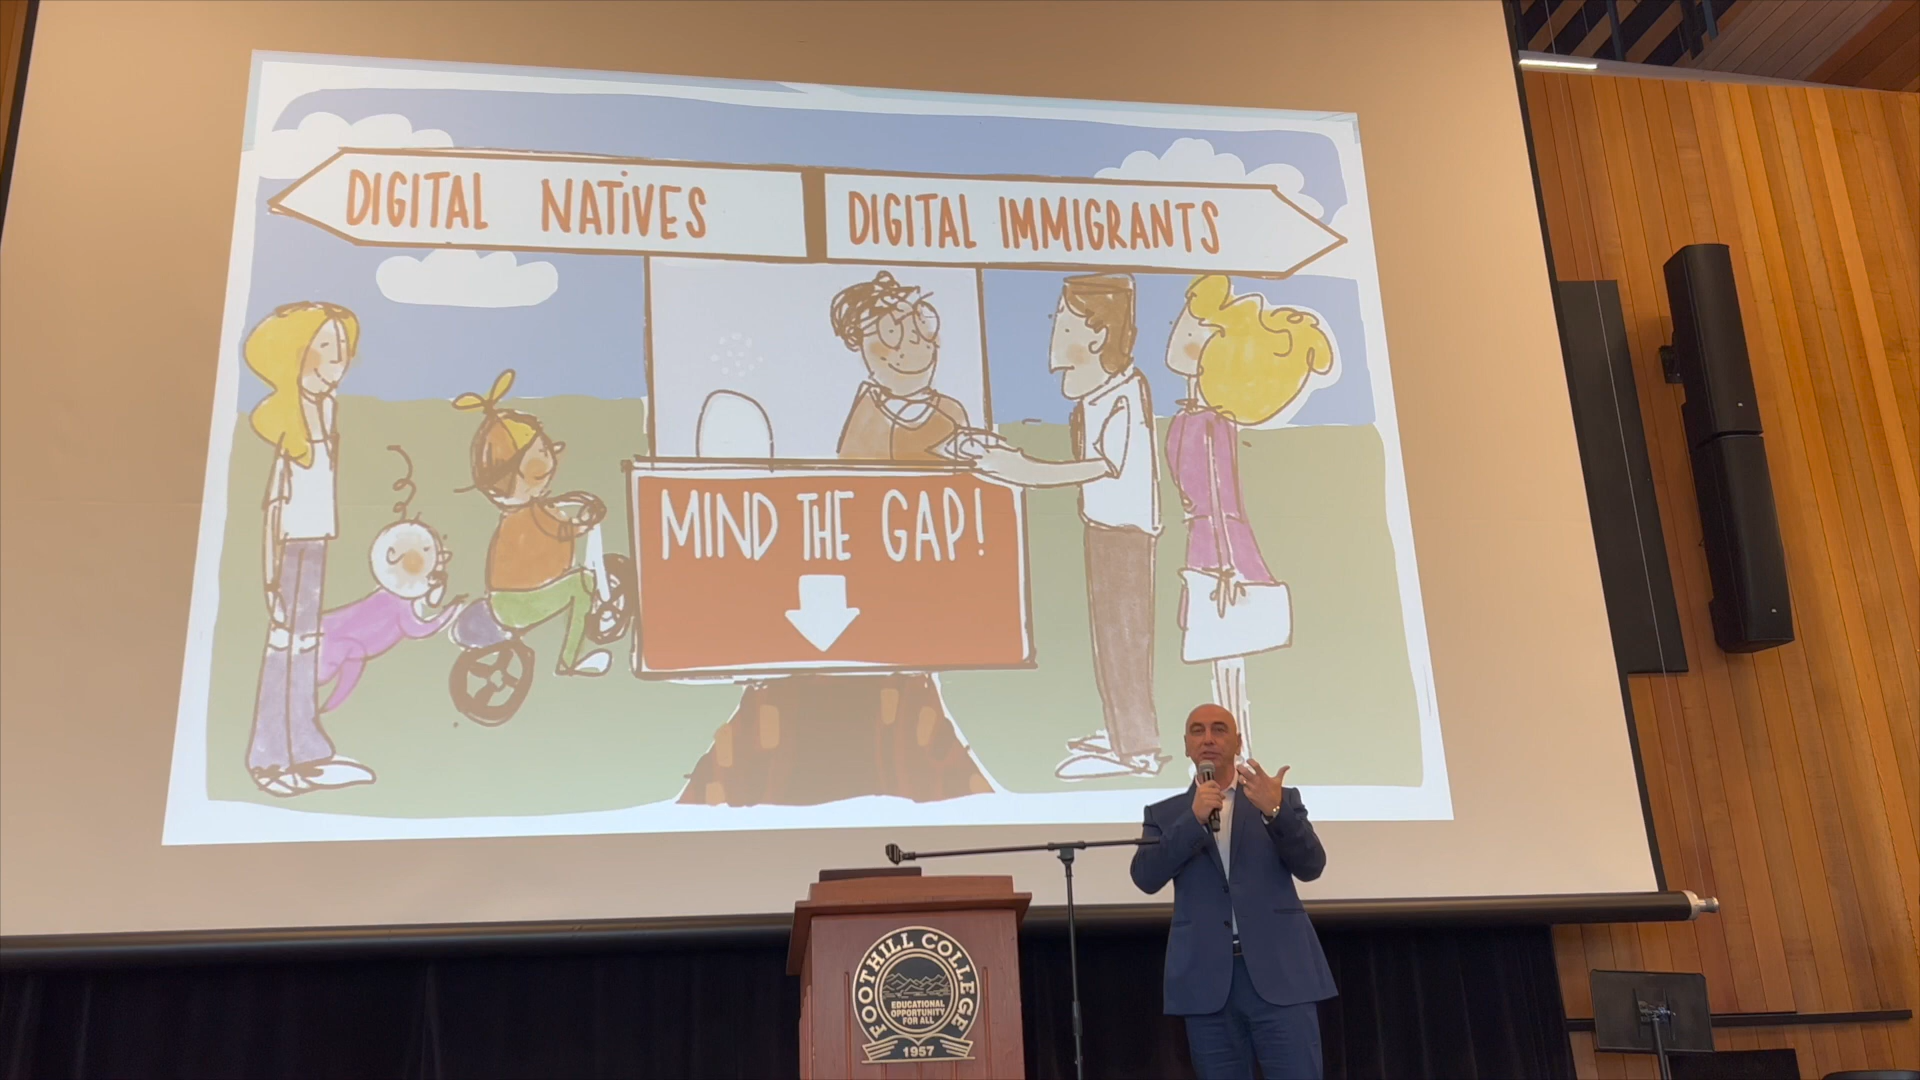 DIGITAL NATIVES
DIGITAL IMMIGRANTS
MIND THE GAP!
FOOTHILL COLLEGE
EDUCATIONAL
OPPORTUNITY
FOR ALL
1957